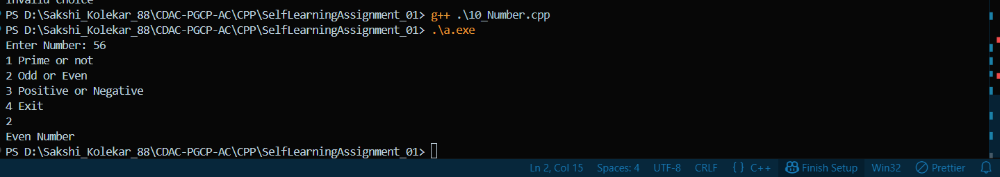 Invalid choice
PS D:\Sakshi_Kolekar_88\CDAC-PGCP-AC\CPP\SelfLearningAssignment_01> g++ .\10_Number.cpp
PS D:\Sakshi_Kolekar_88\CDAC-PGCP-AC\CPP\SelfLearningAssignment_01> .\a.exe
Enter Number: 56
1 Prime or not
2 Odd or Even
3 Positive or Negative
4 Exit
2
Even Number
PS D:\Sakshi_Kolekar_88\CDAC-PGCP-AC\CPP\SelfLearningAssignment_01>
Ln 2, Col 15 Spaces: 4 UTF-8 CRLF { } C++ Finish Setup Win32 Prettier